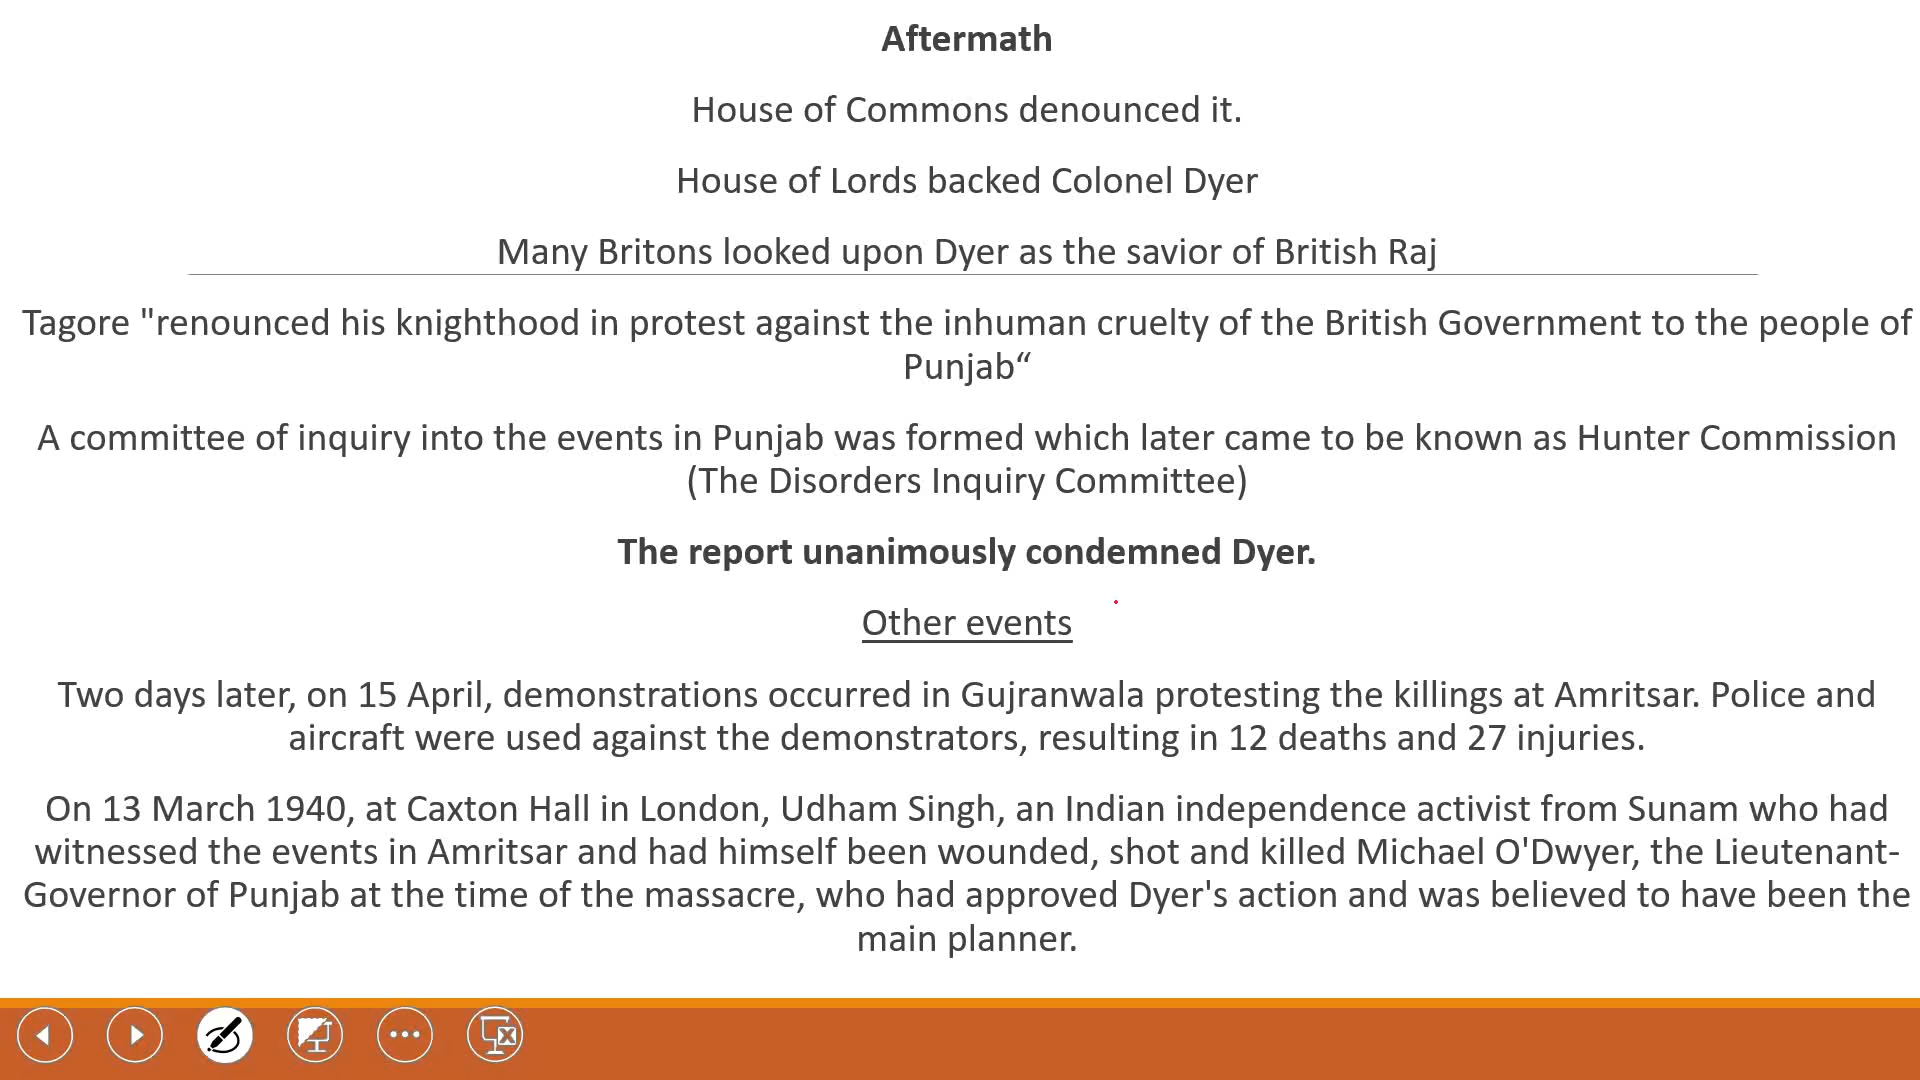 Aftermath
House of Commons denounced it.
House of Lords backed Colonel Dyer
Many Britons looked upon Dyer as the savior of British Raj
Tagore "renounced his knighthood in protest against the inhuman cruelty of the British Government to the people of
Punjab“
A committee of inquiry into the events in Punjab was formed which later came to be known as Hunter Commission
(The Disorders Inquiry Committee)
The report unanimously condemned Dyer.
Other events
Two days later, on 15 April, demonstrations occurred in Gujranwala protesting the killings at Amritsar. Police and
aircraft were used against the demonstrators, resulting in 12 deaths and 27 injuries.
On 13 March 1940, at Caxton Hall in London, Udham Singh, an Indian independence activist from Sunam who had
witnessed the events in Amritsar and had himself been wounded, shot and killed Michael O'Dwyer, the Lieutenant-
Governor of Punjab at the time of the massacre, who had approved Dyer's action and was believed to have been the
main planner.